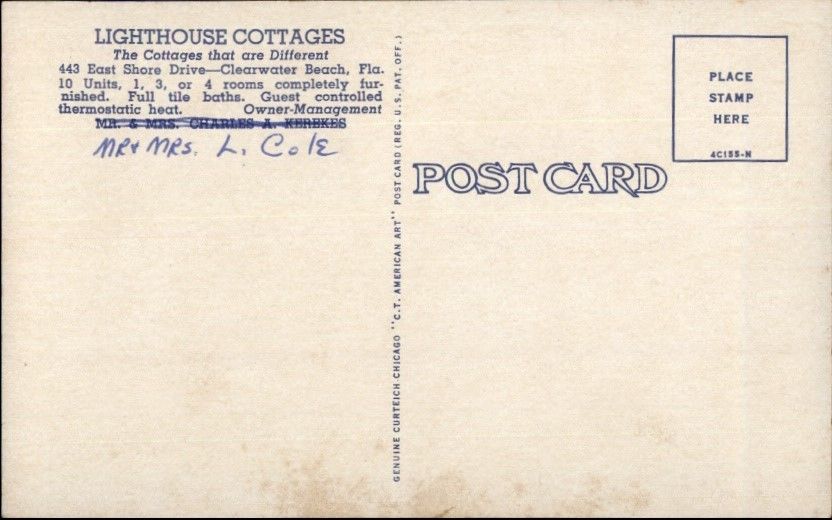 LIGHTHOUSE COTTAGES
The Cottages that are Different
443 East Shore Drive—Clearwater Beach, Fla.
10 Units, 1, 3, or 4 rooms completely fur-
nished. Full tile baths. Guest controlled
thermostatic heat. Owner-Management
MR. & MRS. CHARLES A. KEREKES
MR & MRS. L. Cole
GENUINE CURTEICH-CHICAGO "C.T. AMERICAN ART" POST CARD (REG. U.S. PAT. OFF.)
POST CARD
PLACE
STAMP
HERE
4C155-N